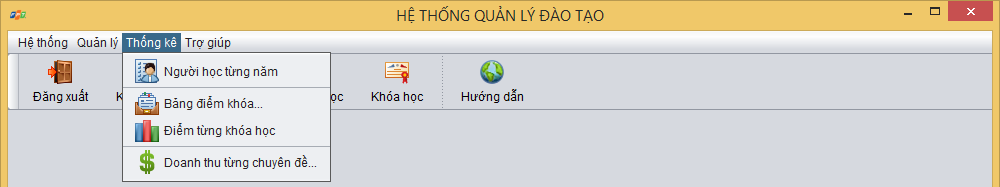 HỆ THỐNG QUẢN LÝ ĐÀO TẠO
Hệ thống Quản lý Thống kê Trợ giúp
Người học từng năm
Đăng xuất K học Khóa học Hướng dẫn
Bảng điểm khóa...
Điểm từng khóa học
Doanh thu từng chuyên đề...